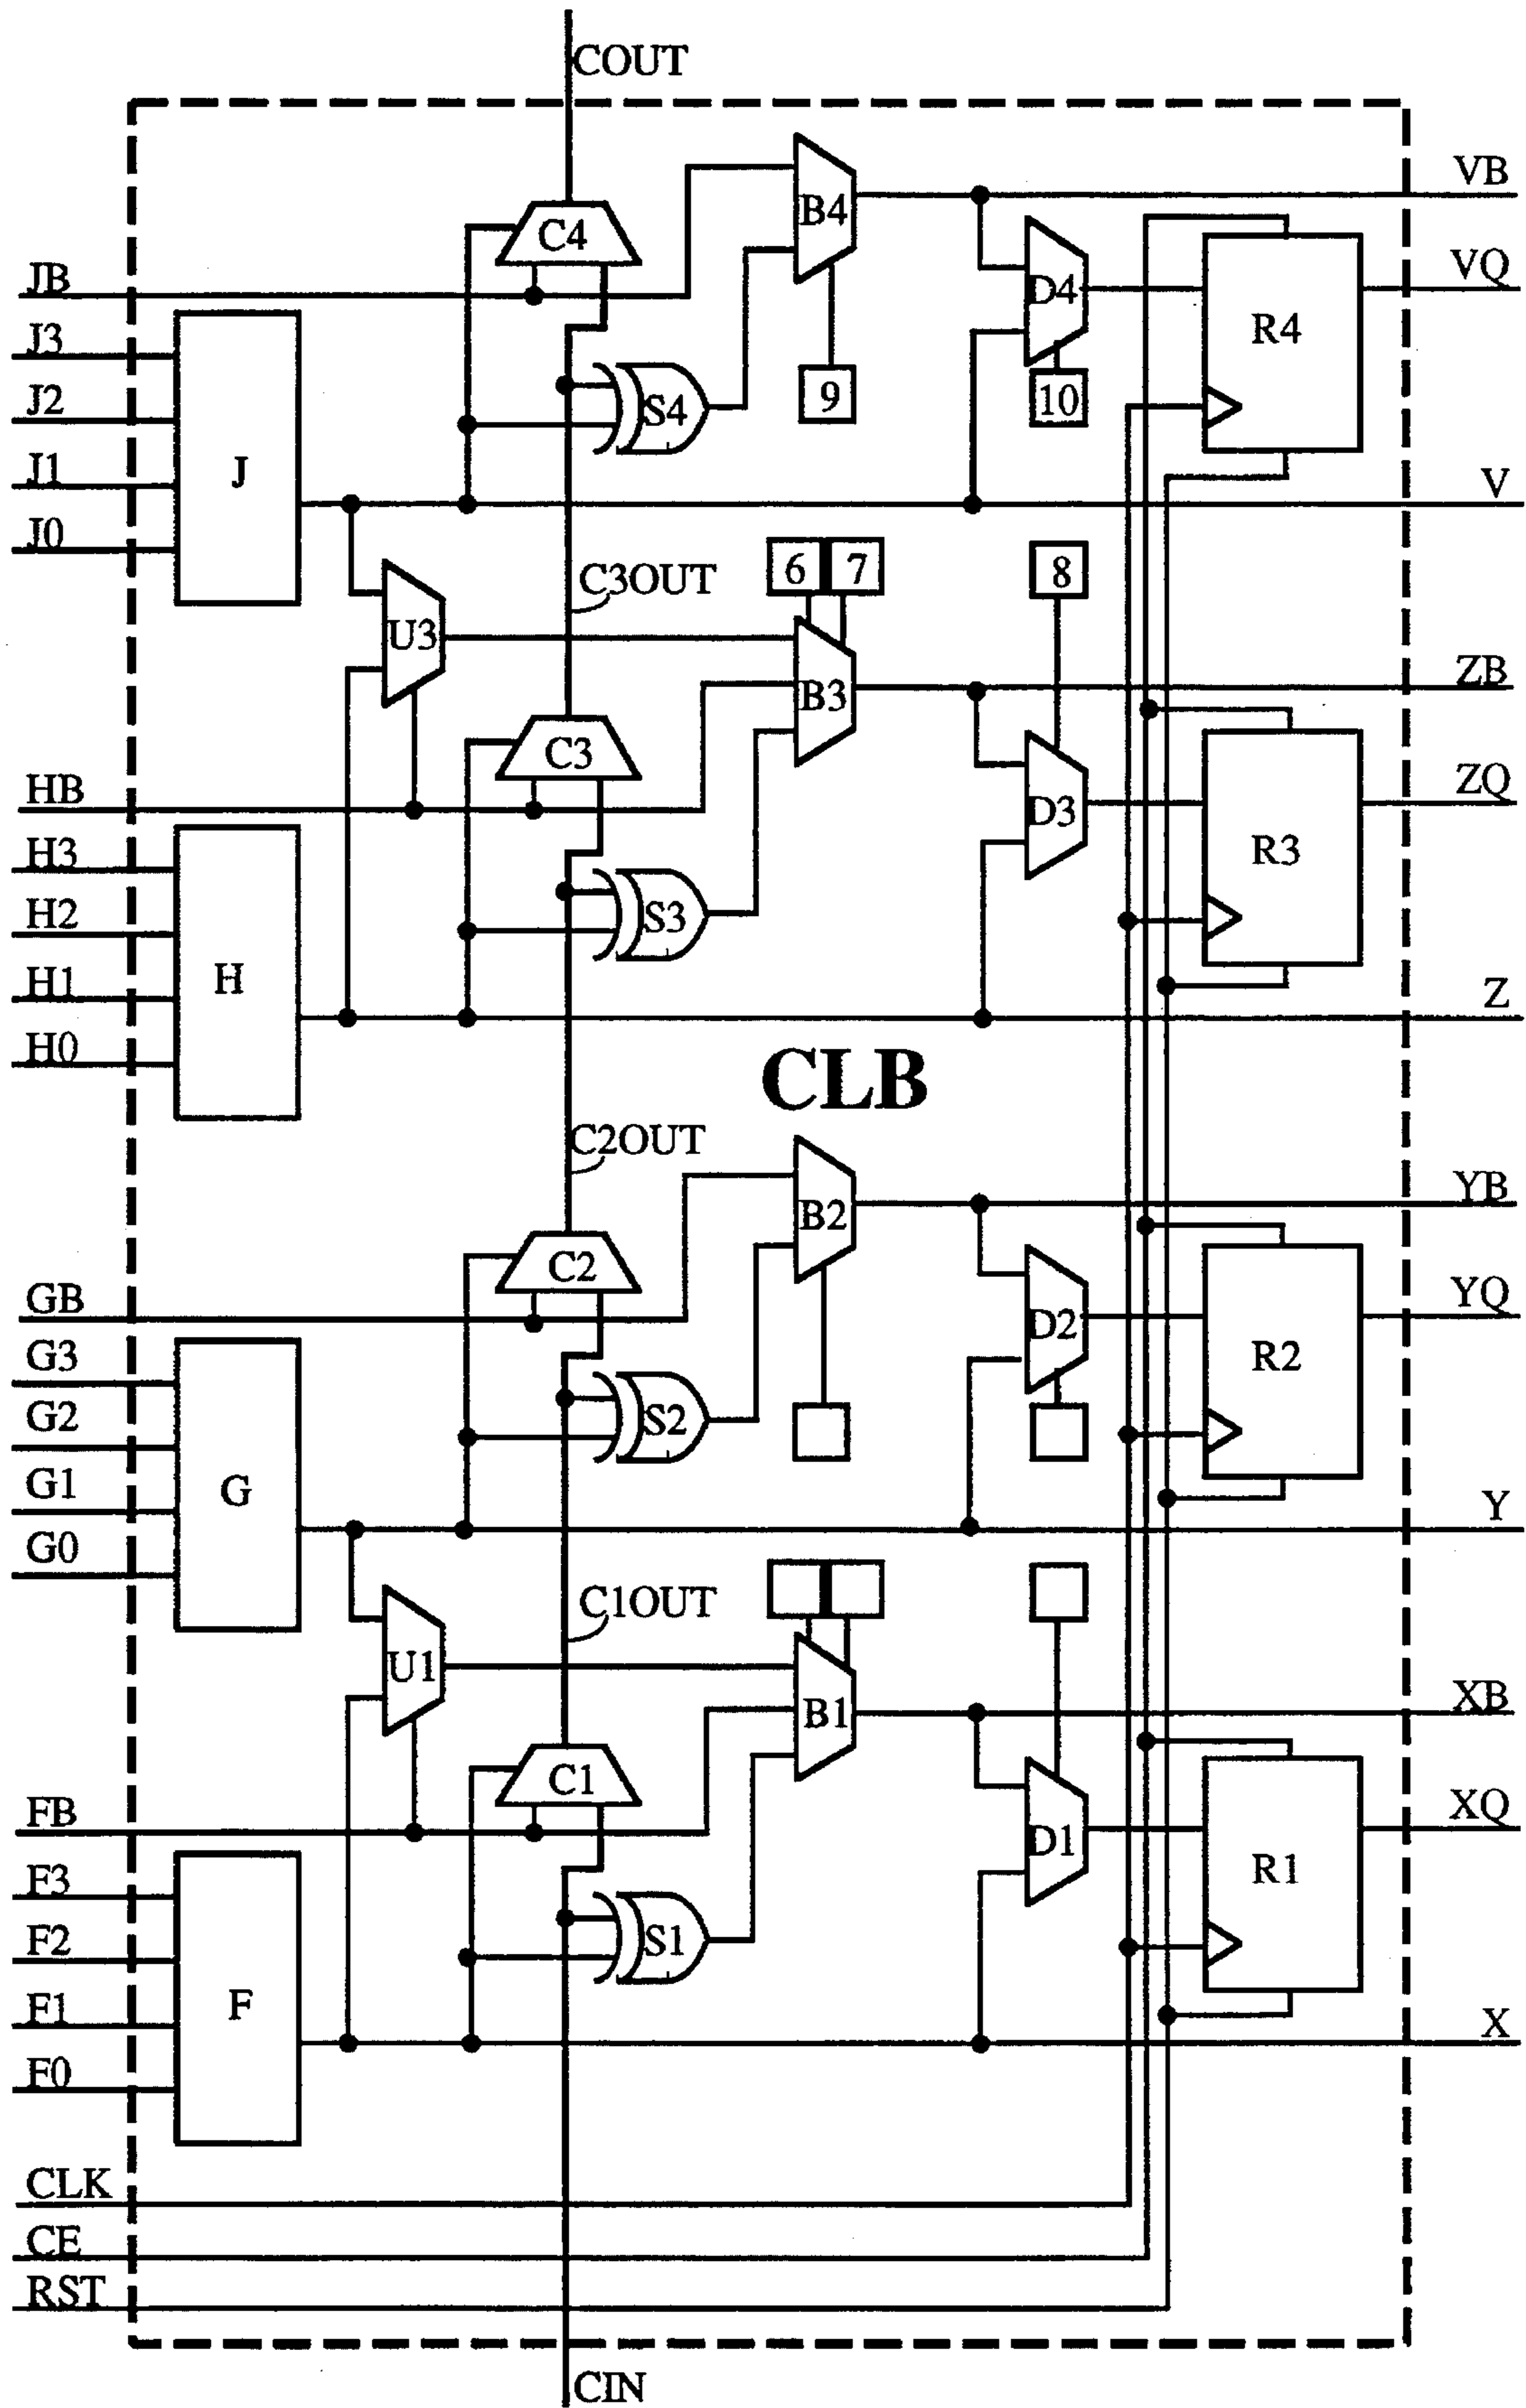 COUT
VB
B4
C4
VQ
JB
D4
R4
J3
9
10
J2
S4
J1
J
V
J0
6 7
8
C3OUT
U3
ZB
B3
C3
HB
ZQ
D3
H3
R3
H2
S3
H1
H
Z
H0
CLB
C2OUT
YB
B2
C2
GB
YQ
D2
G3
R2
G2
S2
G1
G
Y
G0
C1OUT
U1
XB
B1
C1
FB
XQ
D1
F3
R1
F2
S1
F1
F
X
F0
CLK
CE
RST
CIN